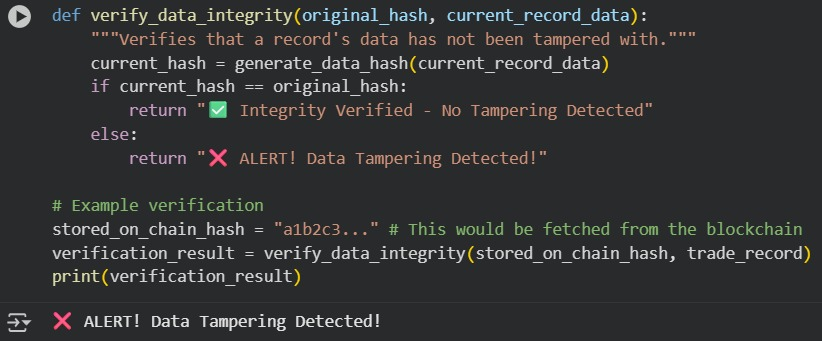 def verify_data_integrity(original_hash, current_record_data):
    """Verifies that a record's data has not been tampered with."""
    current_hash = generate_data_hash(current_record_data)
    if current_hash == original_hash:
        return "✅ Integrity Verified - No Tampering Detected"
    else:
        return "❌ ALERT! Data Tampering Detected!"

# Example verification
stored_on_chain_hash = "a1b2c3..." # This would be fetched from the blockchain
verification_result = verify_data_integrity(stored_on_chain_hash, trade_record)
print(verification_result)
❌ ALERT! Data Tampering Detected!